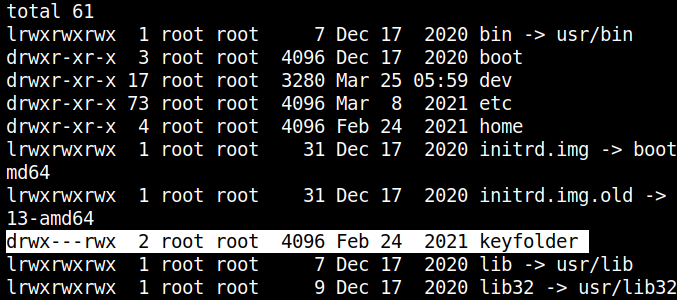 total 61
lrwxrwxrwx  1 root root     7 Dec 17  2020 bin -> usr/bin
drwxr-xr-x  3 root root  4096 Dec 17  2020 boot
drwxr-xr-x 17 root root  3280 Mar 25 05:59 dev
drwxr-xr-x 73 root root  4096 Mar  8  2021 etc
drwxr-xr-x  4 root root  4096 Feb 24  2021 home
lrwxrwxrwx  1 root root    31 Dec 17  2020 initrd.img -> boot
md64
lrwxrwxrwx  1 root root    31 Dec 17  2020 initrd.img.old ->
13-amd64
drwx---rwx  2 root root  4096 Feb 24  2021 keyfolder
lrwxrwxrwx  1 root root     7 Dec 17  2020 lib -> usr/lib
lrwxrwxrwx  1 root root     9 Dec 17  2020 lib32 -> usr/lib32